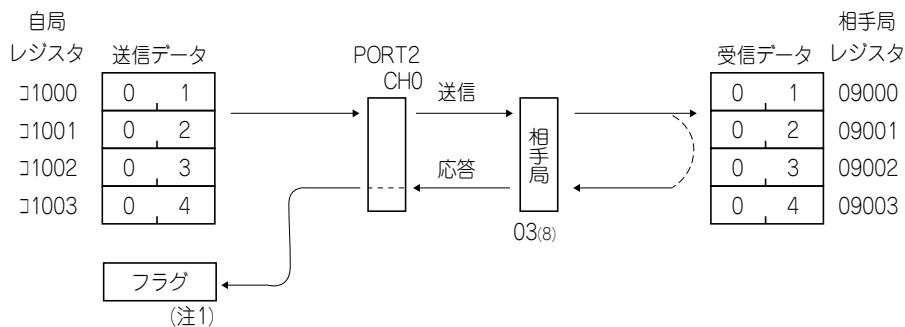 自局
レジスタ
送信データ
コ1000
0 1
コ1001
0 2
コ1002
0 3
コ1003
0 4
フラグ
(注1)
PORT2
CH0
送信
応答
相手局
03(8)
受信データ
相手局
レジスタ
0 1
09000
0 2
09001
0 3
09002
0 4
09003